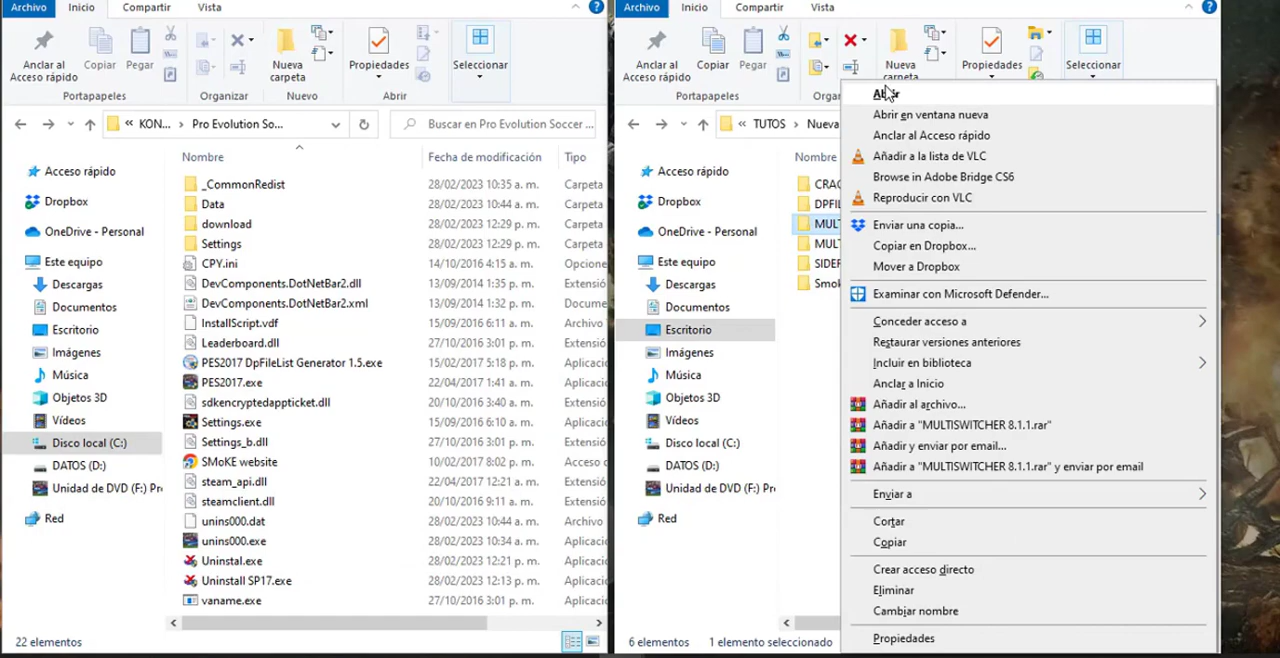 Archivo Inicio Compartir Vista
Anclar al Acceso rápido Copiar Pegar Nueva carpeta Propiedades Seleccionar
Portapapeles Organizar Nuevo Abrir
« KON... › Pro Evolution So... Buscar en Pro Evolution Soccer ...
Acceso rápido
Dropbox
OneDrive - Personal
Este equipo
Descargas
Documentos
Escritorio
Imágenes
Música
Objetos 3D
Vídeos
Disco local (C:)
DATOS (D:)
Unidad de DVD (F:) Pr
Red
Nombre Fecha de modificación Tipo
_CommonRedist 28/02/2023 10:35 a. m. Carpeta
Data 28/02/2023 10:44 a. m. Carpeta
download 28/02/2023 12:29 p. m. Carpeta
Settings 28/02/2023 12:29 p. m. Carpeta
CPY.ini 14/10/2016 4:15 a. m. Opcione
DevComponents.DotNetBar2.dll 13/09/2014 1:35 p. m. Extensió
DevComponents.DotNetBar2.xml 13/09/2014 1:32 p. m. Docume
InstallScript.vdf 15/09/2016 6:11 a. m. Archivo
Leaderboard.dll 27/10/2016 3:01 p. m. Extensió
PES2017 DpFileList Generator 1.5.exe 15/02/2017 5:18 p. m. Aplicació
PES2017.exe 22/04/2017 1:41 a. m. Aplicació
sdkencryptedappticket.dll 20/10/2016 3:40 a. m. Extensió
Settings.exe 15/09/2016 6:10 a. m. Aplicació
Settings_b.dll 27/10/2016 3:01 p. m. Extensió
SMoKE website 10/02/2017 8:02 p. m. Acceso
steam_api.dll 22/04/2017 12:21 a. m. Extensió
steamclient.dll 20/10/2016 9:11 a. m. Extensió
unins000.dat 28/02/2023 10:44 a. m. Archivo
unins000.exe 28/02/2023 10:34 a. m. Aplicació
Uninstal.exe 28/02/2023 12:21 p. m. Aplicació
Uninstall SP17.exe 28/02/2023 12:13 p. m. Aplicació
vaname.exe 27/10/2016 3:01 p. m. Aplicació
22 elementos
Archivo Inicio Compartir Vista
Anclar al Acceso rápido Copiar Pegar Nueva carpeta Propiedades Seleccionar
Portapapeles Organ
« TUTOS › Nueva
Acceso rápido
Dropbox
OneDrive - Personal
Este equipo
Descargas
Documentos
Escritorio
Imágenes
Música
Objetos 3D
Vídeos
Disco local (C:)
DATOS (D:)
Unidad de DVD (F:) Pr
Red
Nombre
CRAC
DPFIL
MULT
MULT
SIDER
Smok
6 elementos 1 elemento seleccionado
Abrir
Abrir en ventana nueva
Anclar al Acceso rápido
Añadir a la lista de VLC
Browse in Adobe Bridge CS6
Reproducir con VLC
Enviar una copia...
Copiar en Dropbox...
Mover a Dropbox
Examinar con Microsoft Defender...
Conceder acceso a
Restaurar versiones anteriores
Incluir en biblioteca
Anclar a Inicio
Añadir al archivo...
Añadir a "MULTISWITCHER 8.1.1.rar"
Añadir y enviar por email...
Añadir a "MULTISWITCHER 8.1.1.rar" y enviar por email
Enviar a
Cortar
Copiar
Crear acceso directo
Eliminar
Cambiar nombre
Propiedades